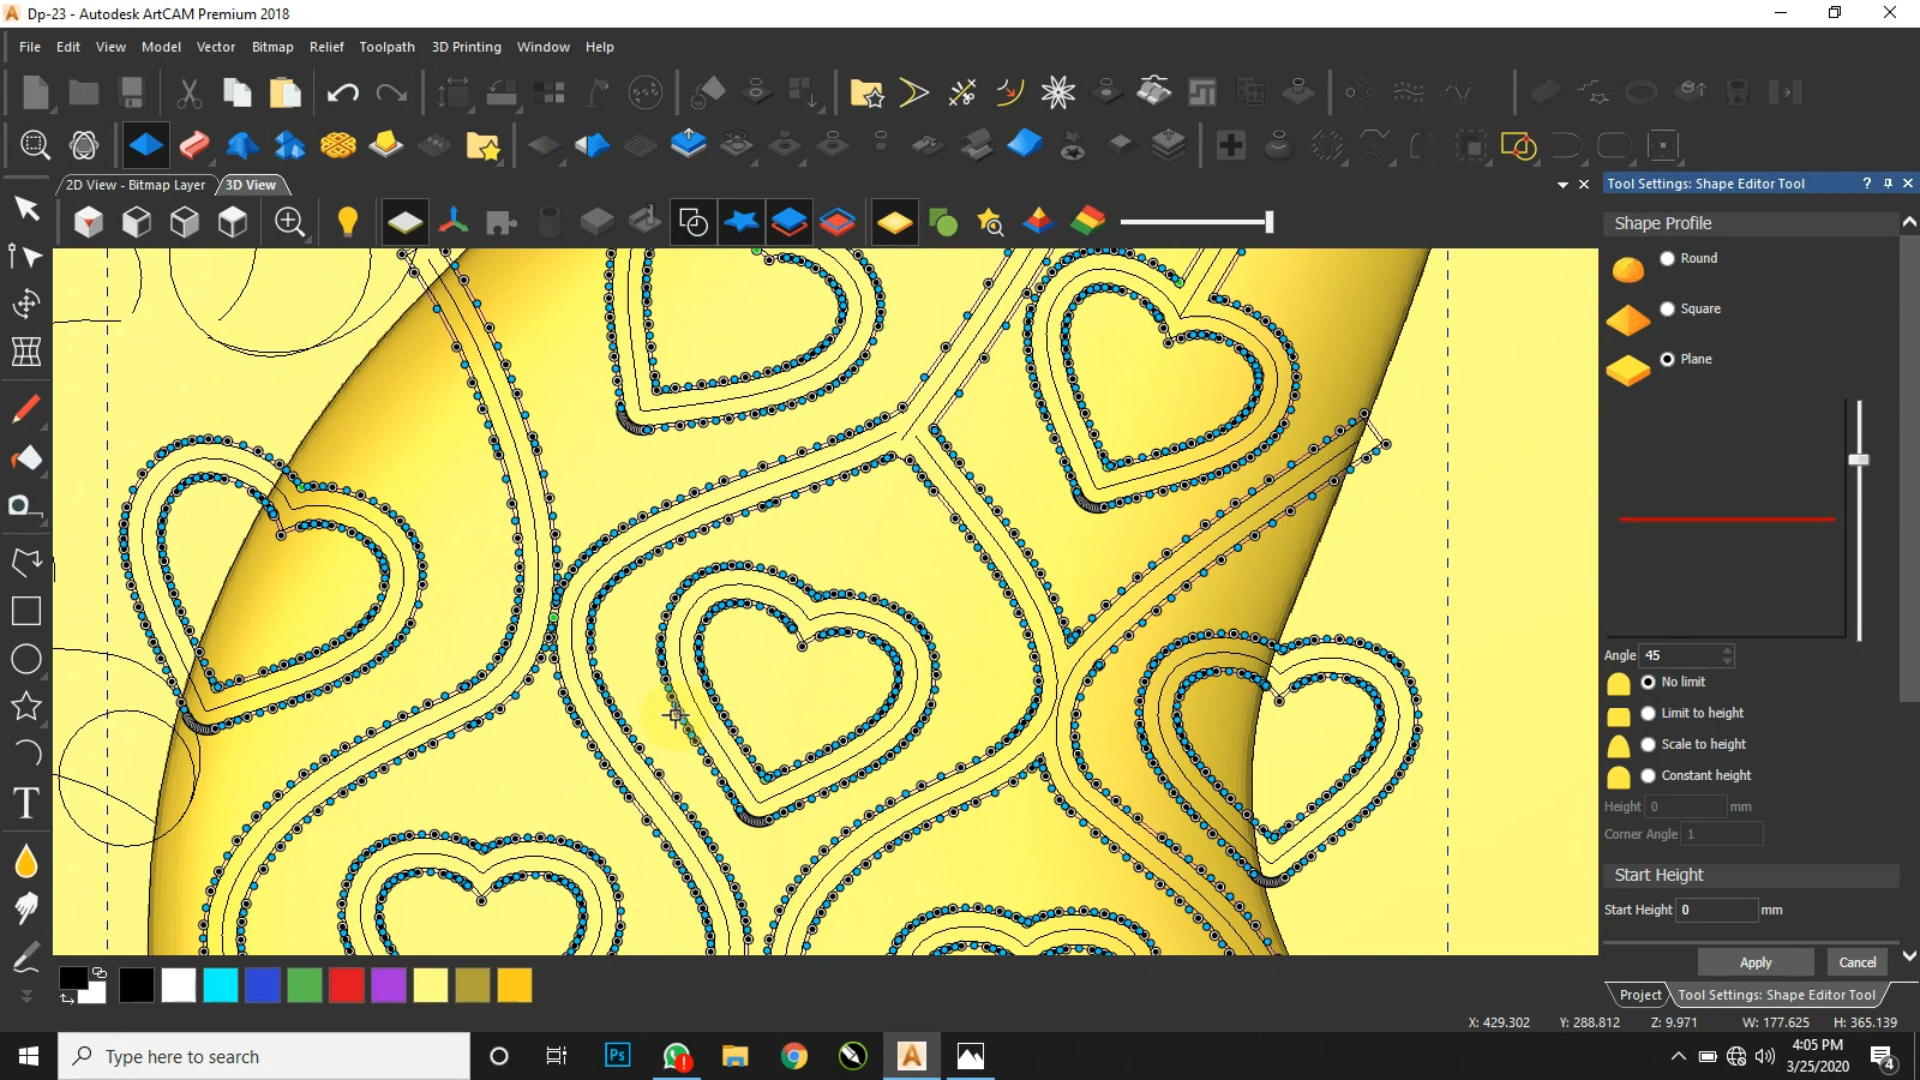 Dp-23 - Autodesk ArtCAM Premium 2018
File Edit View Model Vector Bitmap Relief Toolpath 3D Printing Window Help
2D View - Bitmap Layer 3D View
Tool Settings: Shape Editor Tool
Shape Profile
Round
Square
Plane
Angle 45
No limit
Limit to height
Scale to height
Constant height
Height 0 mm
Corner Angle 1
Start Height
Start Height 0 mm
Apply Cancel
Project Tool Settings: Shape Editor Tool
X: 429.302 Y: 288.812 Z: 9.971 W: 177.625 H: 365.139
Type here to search
Ps
4:05 PM
3/25/2020
4